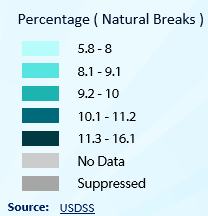 Percentage ( Natural Breaks )
5.8 - 8
8.1 - 9.1
9.2 - 10
10.1 - 11.2
11.3 - 16.1
No Data
Suppressed
Source: USDSS